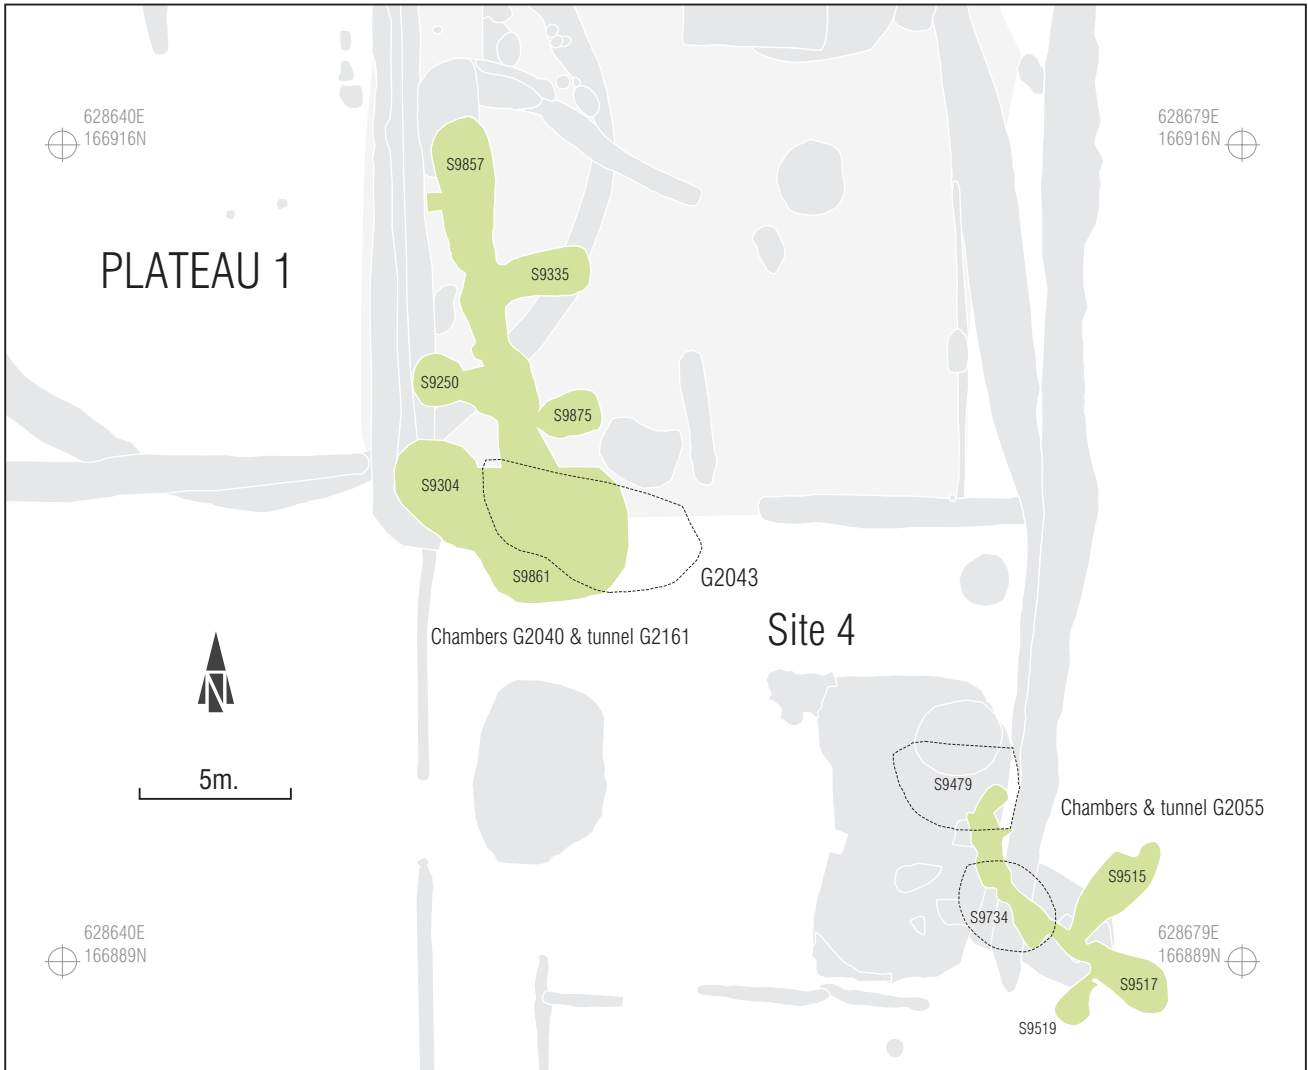 628640E
166916N
628679E
166916N
S9857
PLATEAU 1
S9335
S9250
S9875
S9304
S9861
G2043
Chambers G2040 & tunnel G2161
Site 4
N
5m.
S9479
Chambers & tunnel G2055
S9515
S9734
628640E
166889N
628679E
166889N
S9517
S9519